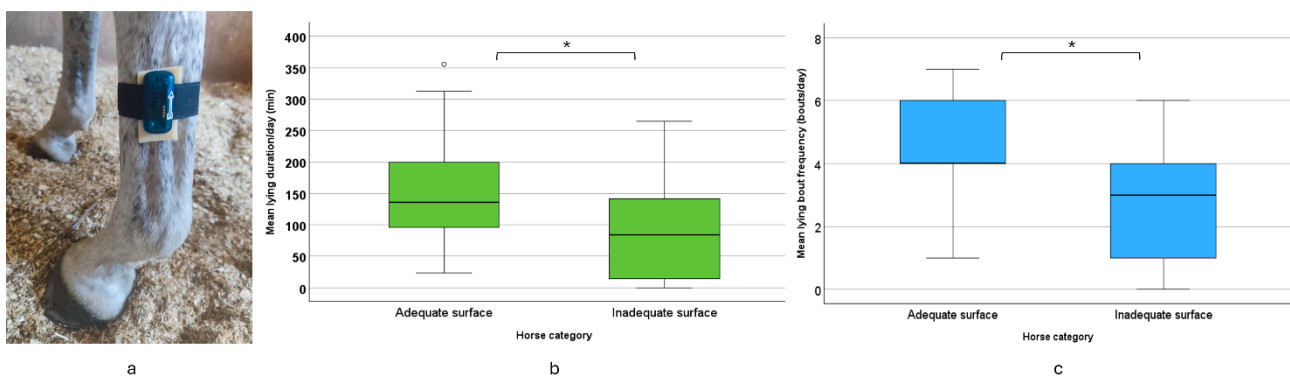 Mean lying duration/day (min)
400
350
300
250
200
150
100
50
0
*
Adequate surface
Inadequate surface
Horse category
Mean lying bout frequency (bouts/day)
8
6
4
2
0
*
Adequate surface
Inadequate surface
Horse category
a
b
c